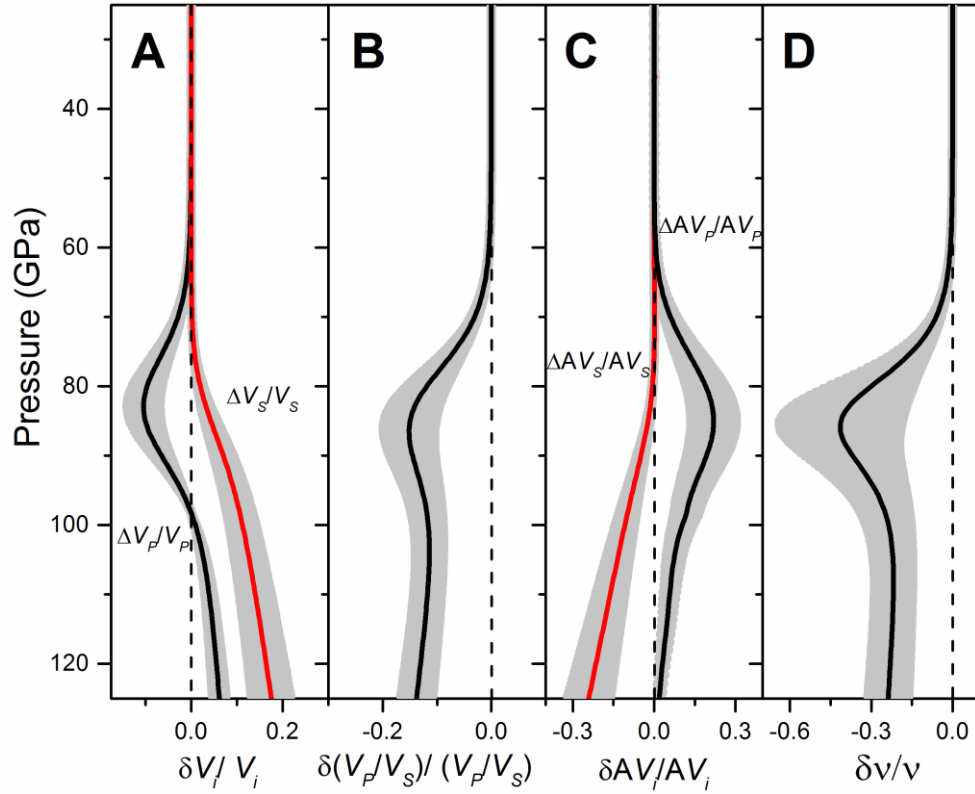 A B C D
40
ΔAV_P/AV_P
60
ΔAV_S/AV_S
80
ΔV_S/V_S
100
ΔV_P/V_P
120
Pressure (GPa)
0.0 0.2 -0.2 0.0 -0.3 0.0 0.3 -0.6 -0.3 0.0
δV_i/ V_i δ(V_P/V_S)/ (V_P/V_S) δAV_i/AV_i δν/ν